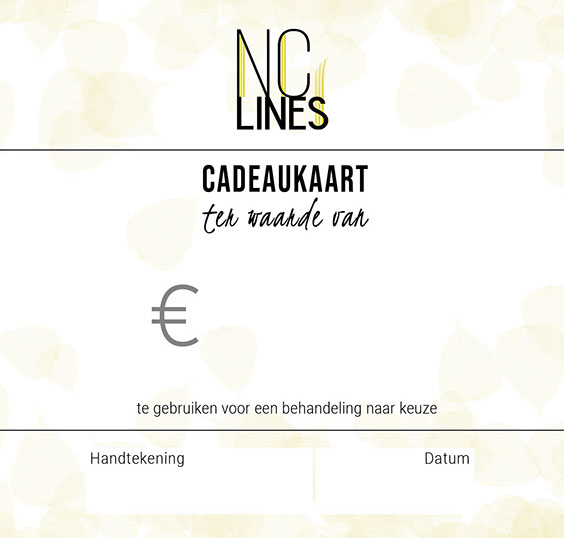 NC
LINES
CADEAUKAART
ter waarde van
€
te gebruiken voor een behandeling naar keuze
Handtekening Datum